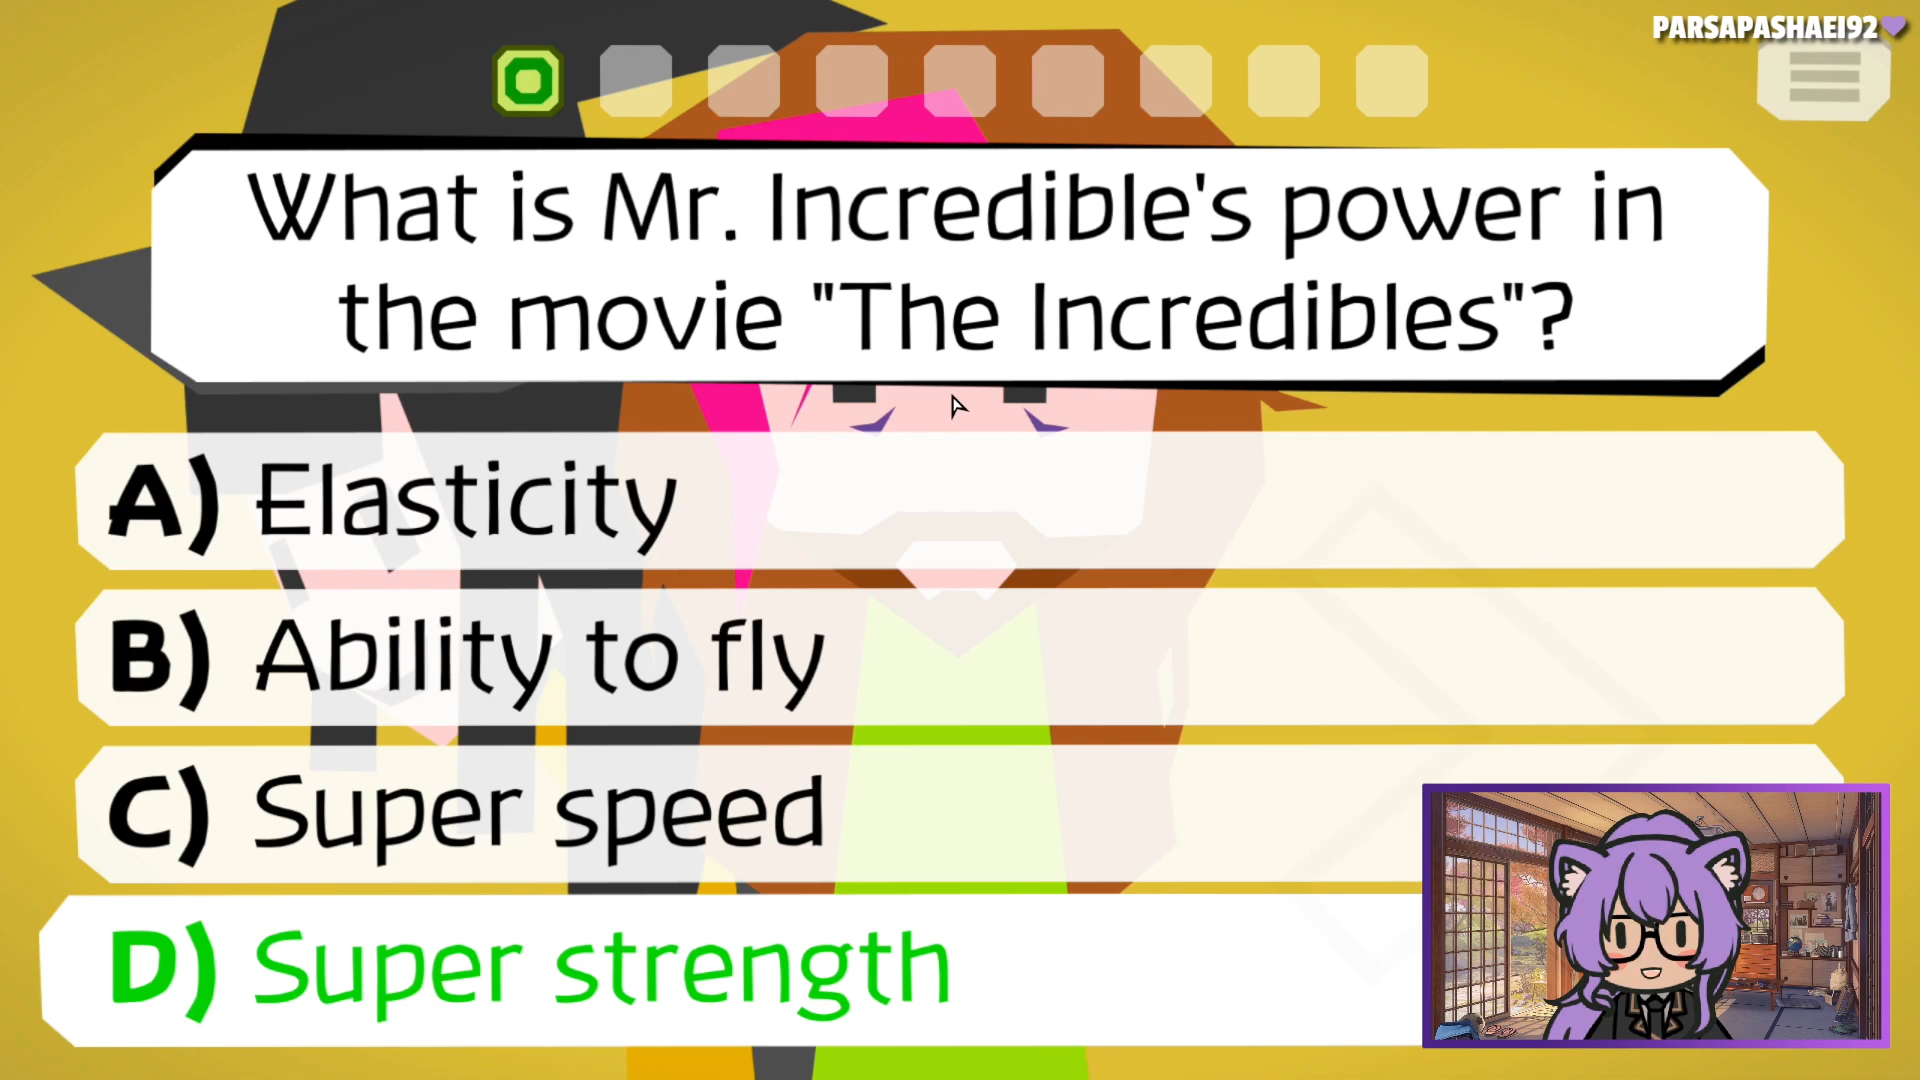 PARSAPASHAEI92
What is Mr. Incredible's power in
the movie "The Incredibles"?
A) Elasticity
B) Ability to fly
C) Super speed
D) Super strength